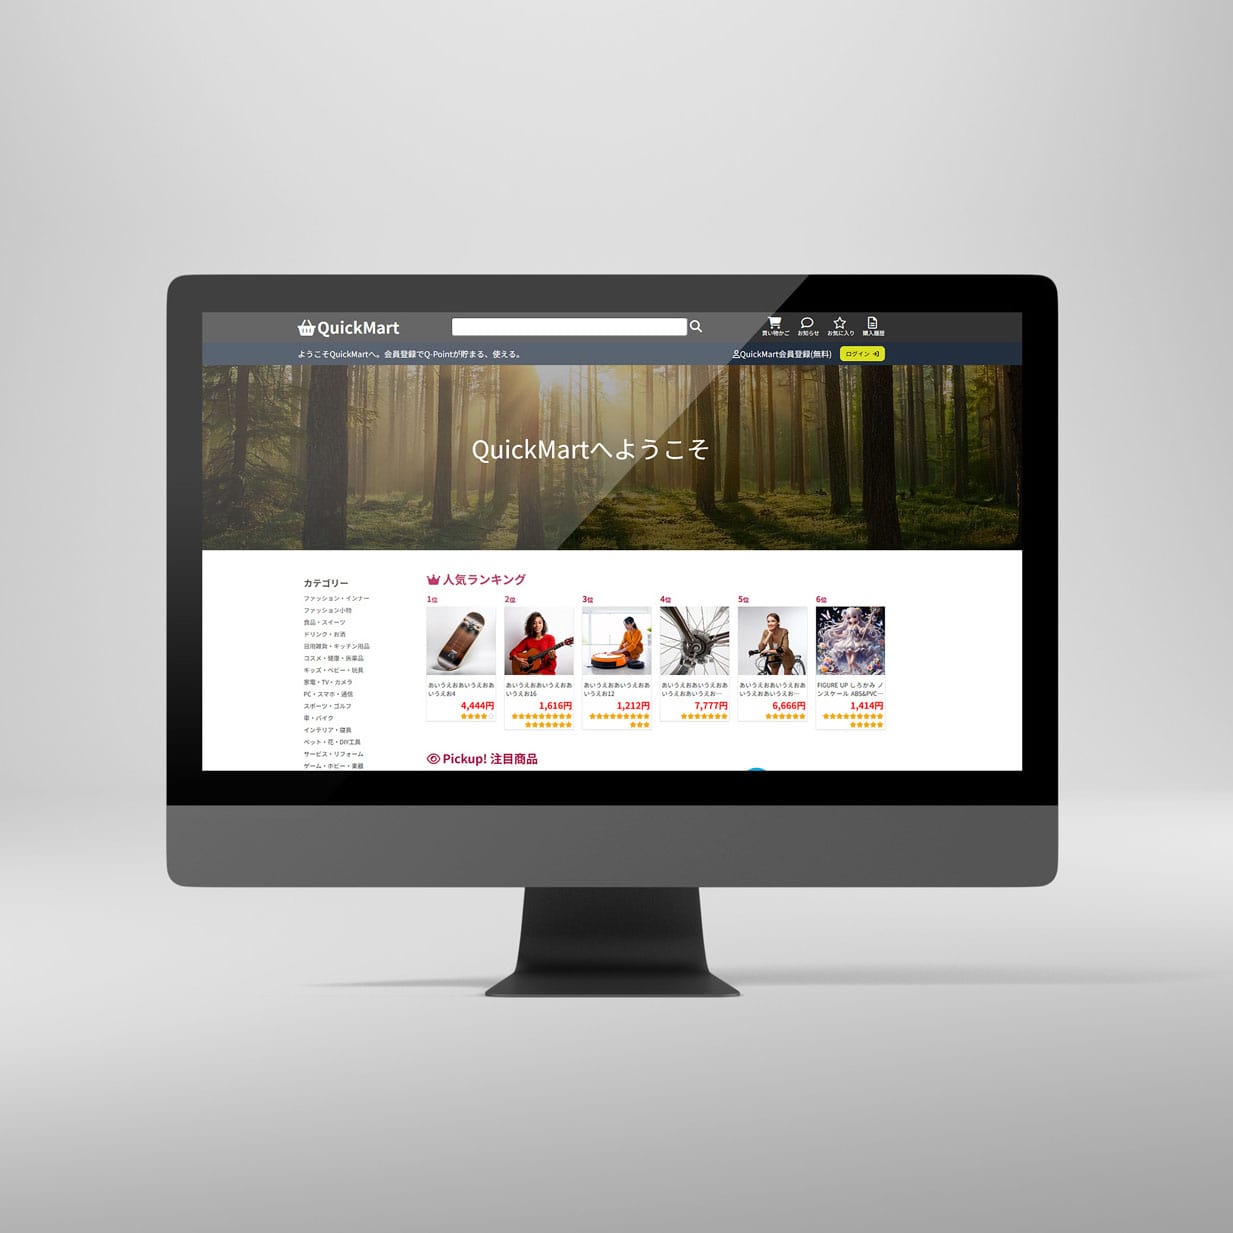 QuickMart
買い物かご
お知らせ
お気に入り
購入履歴
ようこそQuickMartへ。会員登録でQ-Pointが貯まる、使える。
QuickMart会員登録(無料)
ログイン
QuickMartへようこそ
カテゴリー
ファッション・インナー
ファッション小物
食品・スイーツ
ドリンク・お酒
日用雑貨・キッチン用品
コスメ・健康・医薬品
キッズ・ベビー・玩具
家電・TV・カメラ
PC・スマホ・通信
スポーツ・ゴルフ
車・バイク
インテリア・寝具
ペット・花・DIY工具
サービス・リフォーム
ゲーム・ホビー・楽器
人気ランキング
1位
あいうえおあいうえおあ
いうえお4
4,444円
2位
あいうえおあいうえおあ
いうえお16
1,616円
3位
あいうえおあいうえおあ
いうえお12
1,212円
4位
あいうえおあいうえおあ
いうえおあいうえお…
7,777円
5位
あいうえおあいうえおあ
いうえおあいうえお…
6,666円
6位
FIGURE UP しろかみ ノ
ンスケール ABS&PVC…
1,414円
Pickup! 注目商品